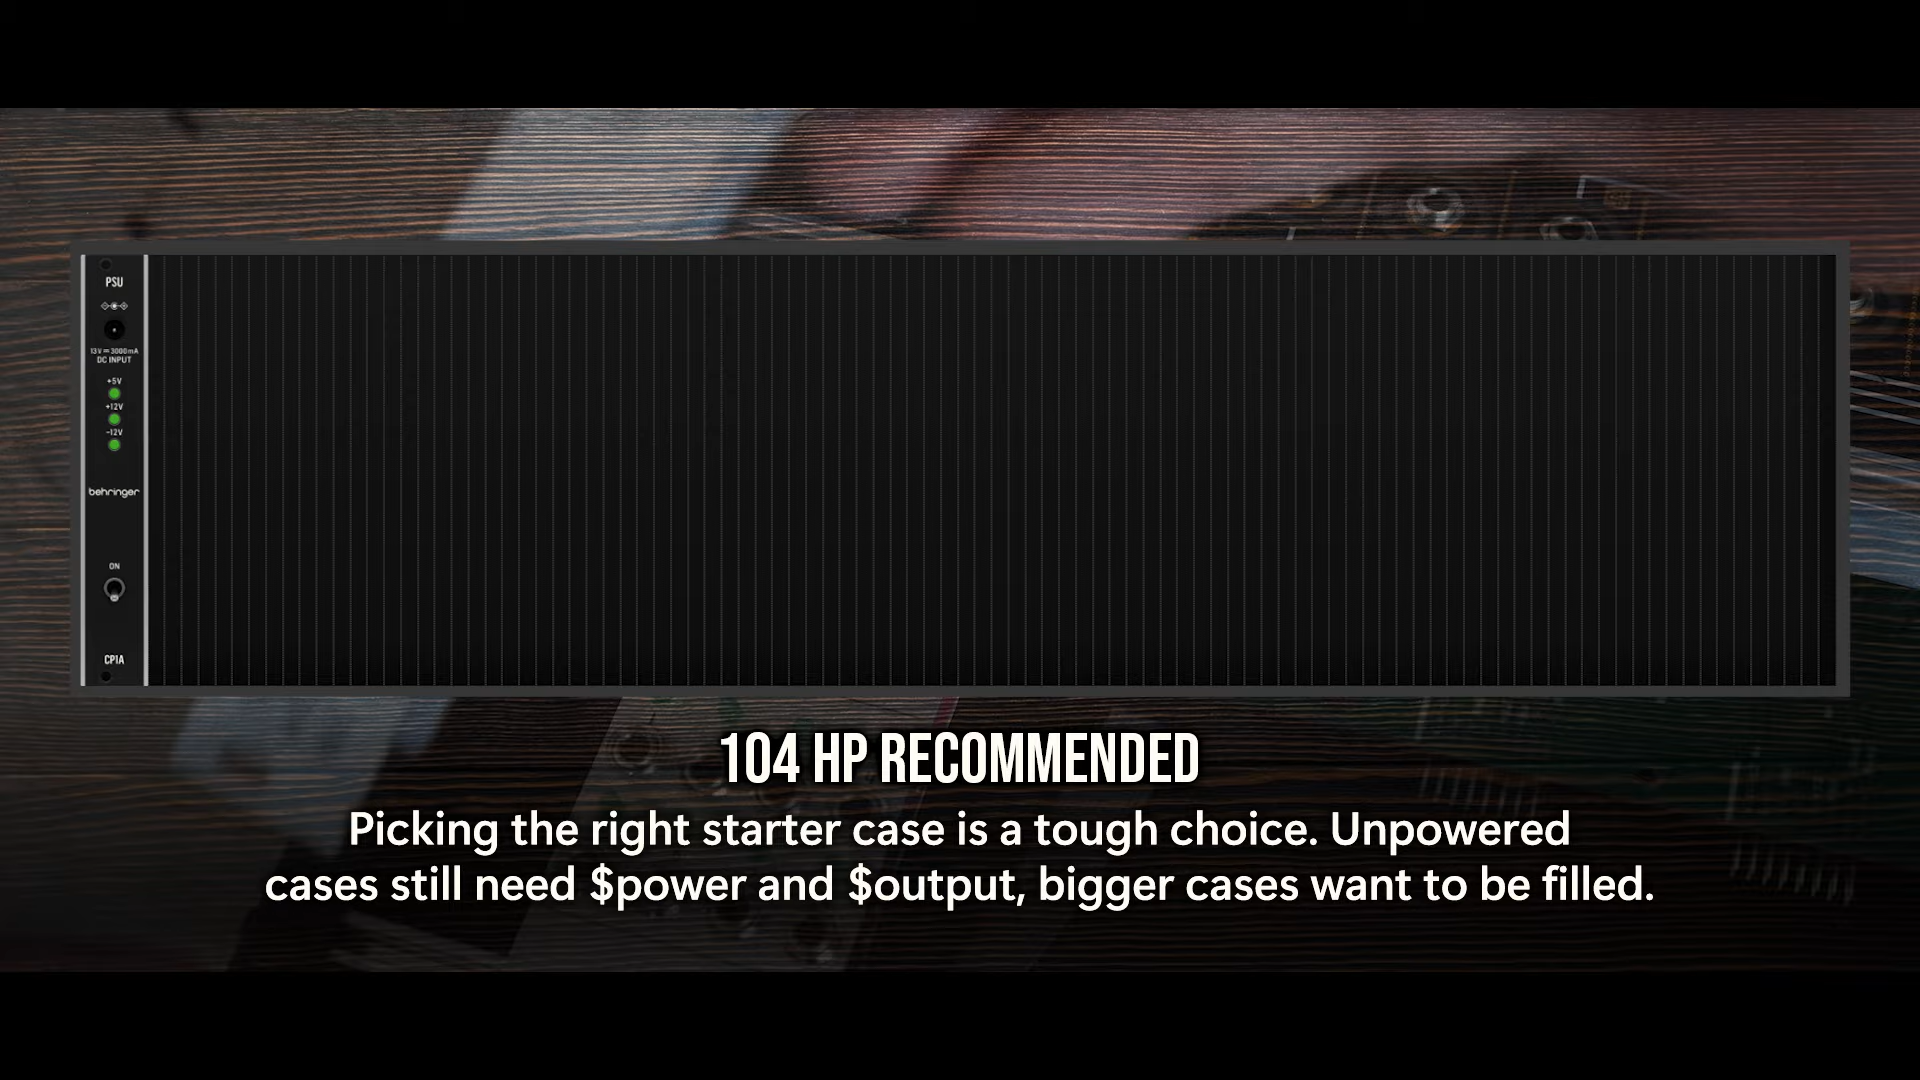 PSU
13V ⎓ 3000mA
DC INPUT
+5V
+12V
-12V
behringer
ON
CP1A
104 HP RECOMMENDED
Picking the right starter case is a tough choice. Unpowered
cases still need $power and $output, bigger cases want to be filled.